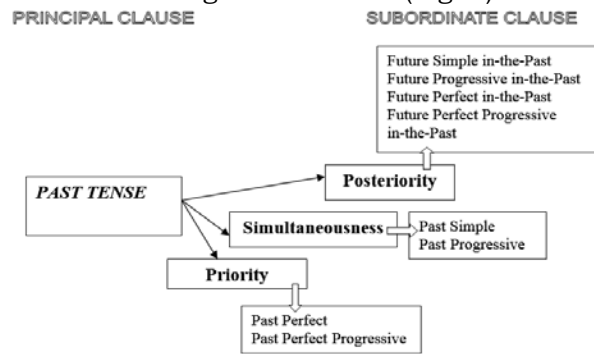 PRINCIPAL CLAUSE
SUBORDINATE CLAUSE
Future Simple in-the-Past
Future Progressive in-the-Past
Future Perfect in-the-Past
Future Perfect Progressive
in-the-Past
PAST TENSE
Posteriority
Simultaneousness
Past Simple
Past Progressive
Priority
Past Perfect
Past Perfect Progressive